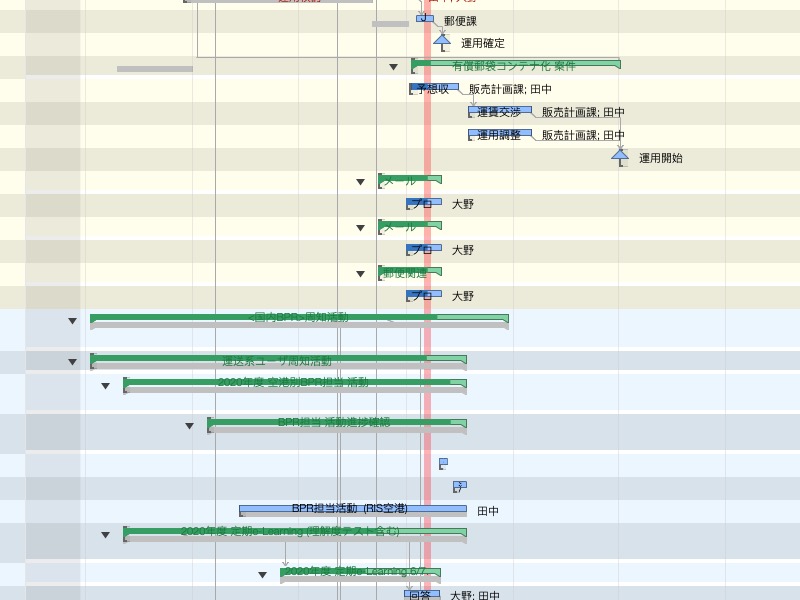 郵便課
運用確定
有償郵袋コンテナ化 案件
予想収 販売計画課; 田中
運賃交渉 販売計画課; 田中
運用調整 販売計画課; 田中
運用開始
メール
プロ 大野
メール
プロ 大野
郵便関連
プロ 大野
<国内BPR>周知活動
運送系ユーザ周知活動
2020年度 空港別BPR担当 活動
BPR担当 活動進捗確認
BPR担当活動（RIS空港） 田中
2020年度 定期e-Learning (理解度テスト含む)
2020年度 定期e-Learning 6/7...
回答 大野; 田中